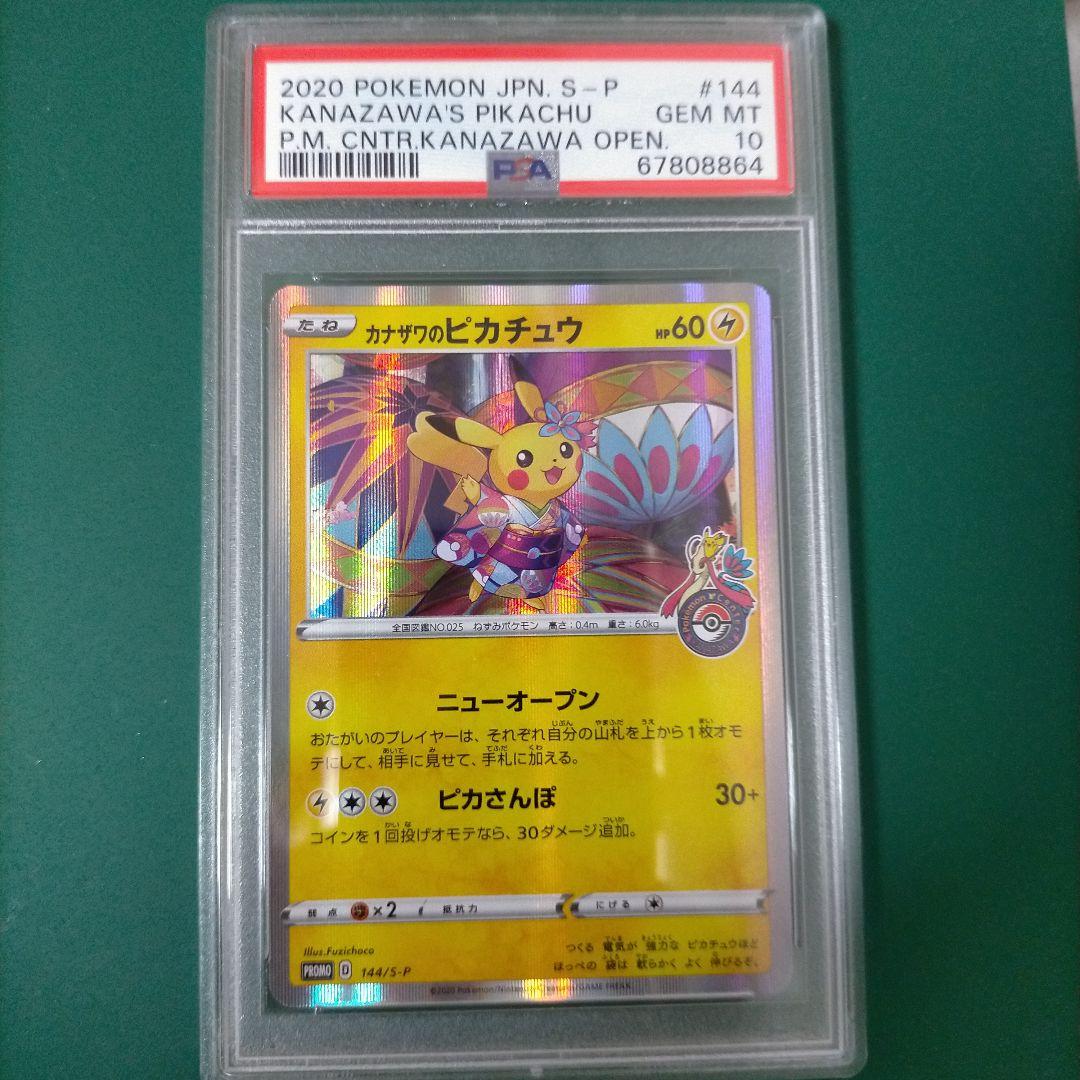 2020 POKEMON JPN. S-P #144
KANAZAWA'S PIKACHU GEM MT
P.M. CNTR.KANAZAWA OPEN. 10
PSA 67808864
たね カナザワのピカチュウ HP60
全国図鑑NO.025 ねずみポケモン 高さ:0.4m 重さ:6.0kg
Pokémon Center
ニューオープン
おたがいのプレイヤーは、それぞれ自分の山札を上から1枚オモ
テにして、相手に見せて、手札に加える。
ピカさんぽ 30+
コインを1回投げオモテなら、30ダメージ追加。
弱点 ×2 抵抗力 にげる
Illus.Fuzichoco
つくる 電気が 強力な ピカチュウほど
ほっぺの 袋は 軟らかく よく 伸びるぞ。
PROMO D 144/S-P
©2020 Pokémon/Nintendo/Creatures/GAME FREAK